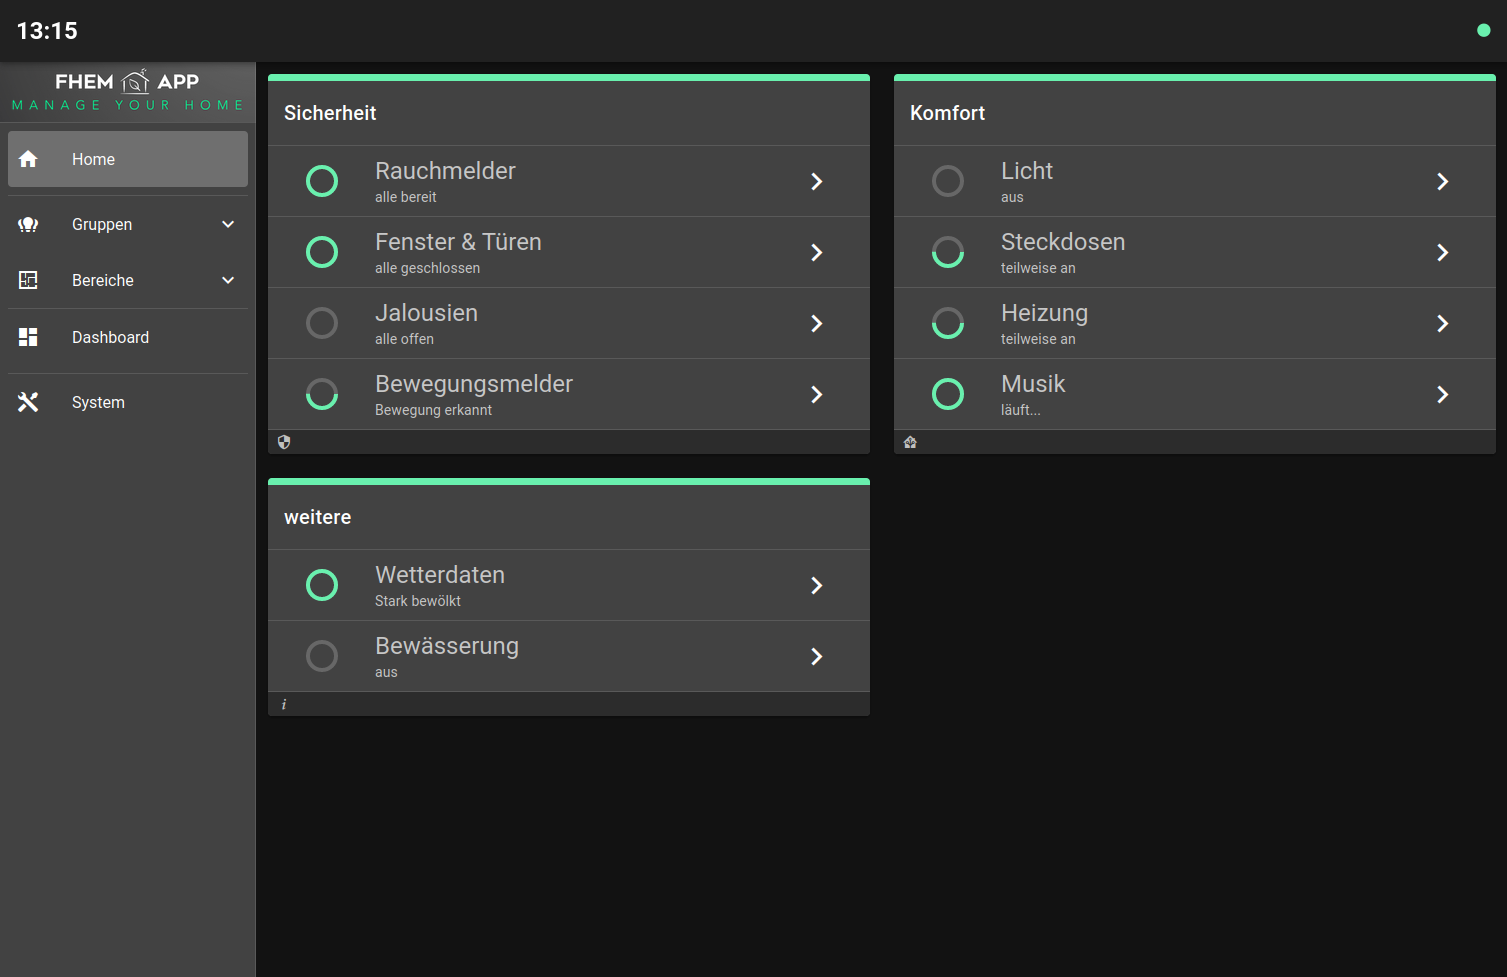 13:15
FHEM APP
MANAGE YOUR HOME
Home
Gruppen
Bereiche
Dashboard
System
Sicherheit
Rauchmelder
alle bereit
Fenster & Türen
alle geschlossen
Jalousien
alle offen
Bewegungsmelder
Bewegung erkannt
Komfort
Licht
aus
Steckdosen
teilweise an
Heizung
teilweise an
Musik
läuft...
weitere
Wetterdaten
Stark bewölkt
Bewässerung
aus
i